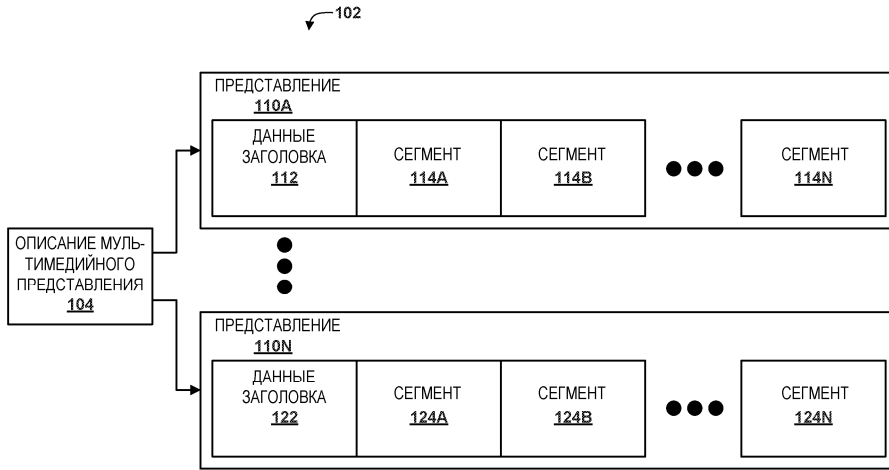 102
ПРЕДСТАВЛЕНИЕ
110A
ДАННЫЕ
ЗАГОЛОВКА
112
СЕГМЕНТ
114A
СЕГМЕНТ
114B
СЕГМЕНТ
114N
ОПИСАНИЕ МУЛЬ-
ТИМЕДИЙНОГО
ПРЕДСТАВЛЕНИЯ
104
ПРЕДСТАВЛЕНИЕ
110N
ДАННЫЕ
ЗАГОЛОВКА
122
СЕГМЕНТ
124A
СЕГМЕНТ
124B
СЕГМЕНТ
124N